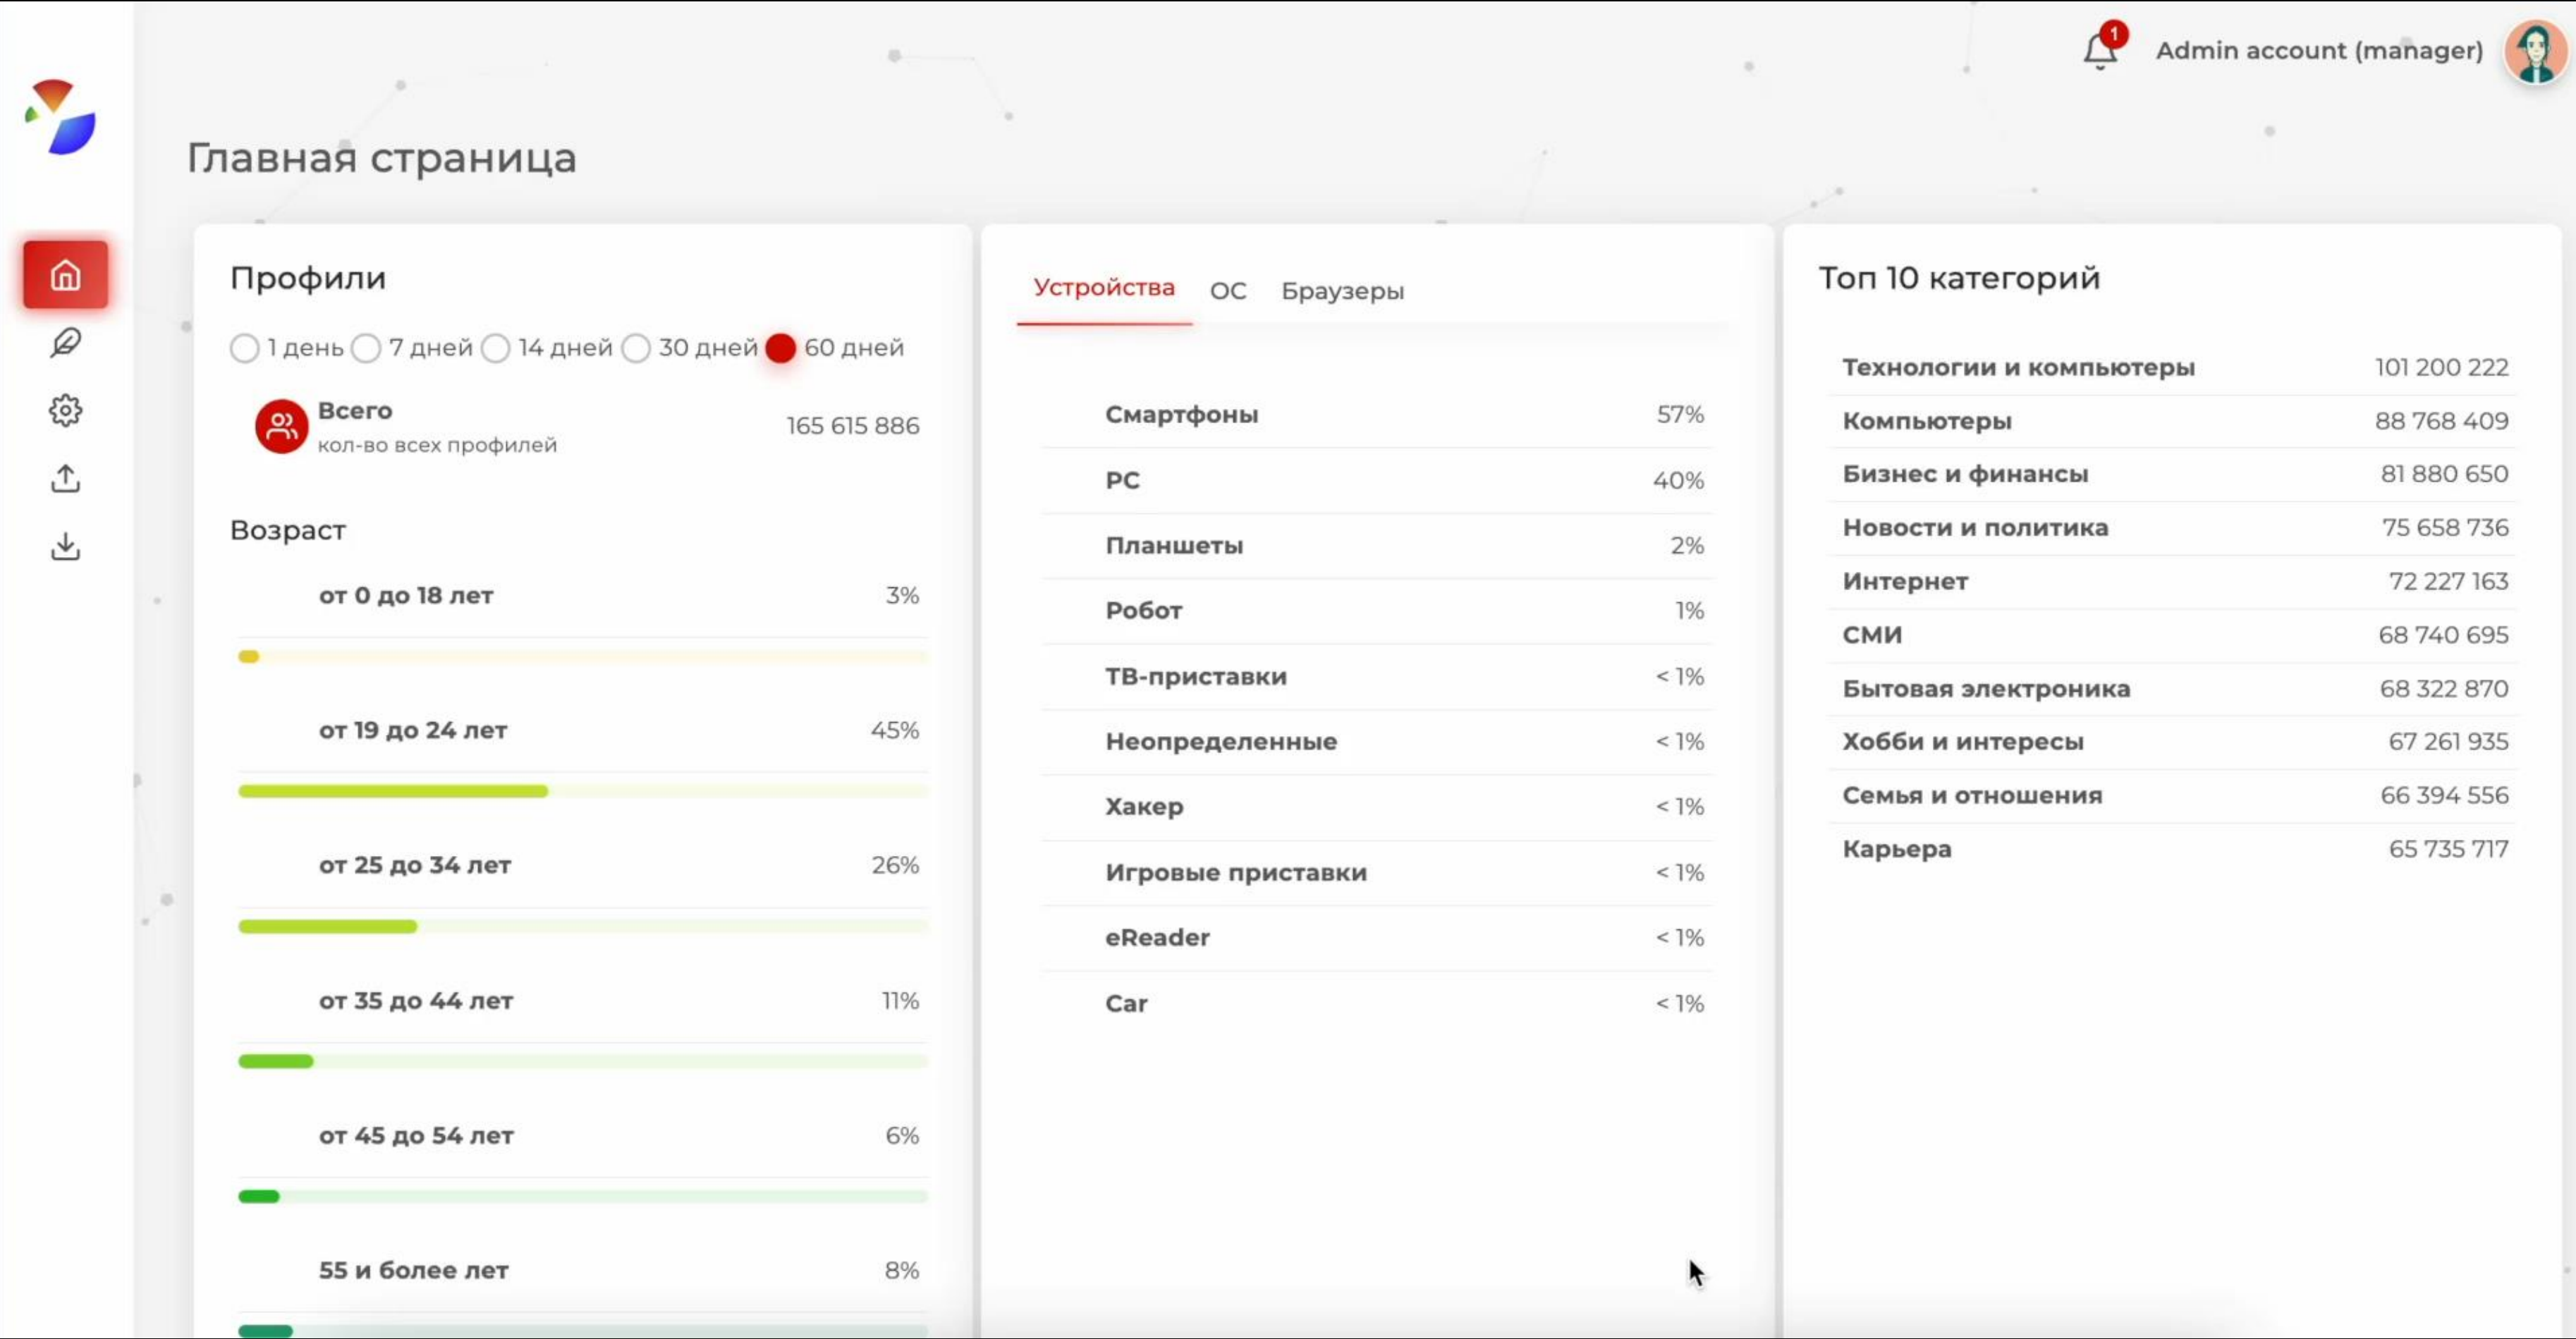 1
Admin account (manager)
Главная страница
Профили
1 день 7 дней 14 дней 30 дней 60 дней
Всего
кол-во всех профилей
165 615 886
Возраст
от 0 до 18 лет 3%
от 19 до 24 лет 45%
от 25 до 34 лет 26%
от 35 до 44 лет 11%
от 45 до 54 лет 6%
55 и более лет 8%
Устройства ОС Браузеры
Смартфоны 57%
PC 40%
Планшеты 2%
Робот 1%
ТВ-приставки < 1%
Неопределенные < 1%
Хакер < 1%
Игровые приставки < 1%
eReader < 1%
Car < 1%
Топ 10 категорий
Технологии и компьютеры 101 200 222
Компьютеры 88 768 409
Бизнес и финансы 81 880 650
Новости и политика 75 658 736
Интернет 72 227 163
СМИ 68 740 695
Бытовая электроника 68 322 870
Хобби и интересы 67 261 935
Семья и отношения 66 394 556
Карьера 65 735 717